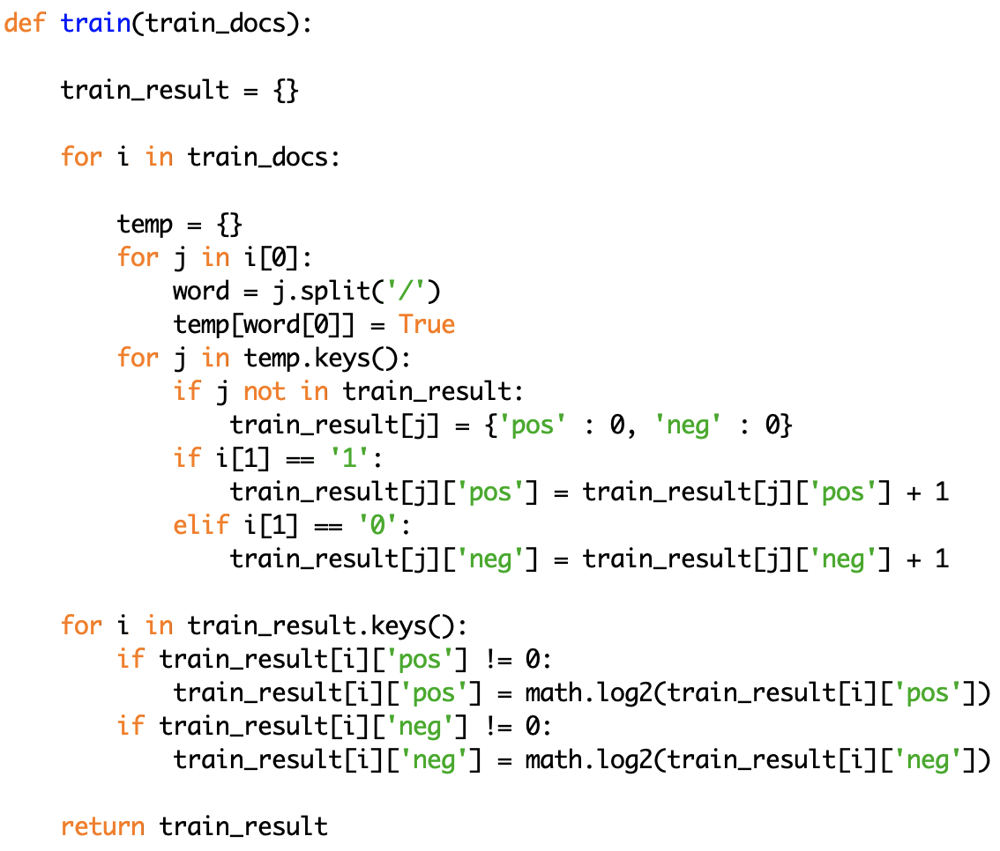 def train(train_docs):
    train_result = {}
    for i in train_docs:
        temp = {}
        for j in i[0]:
            word = j.split('/')
            temp[word[0]] = True
        for j in temp.keys():
            if j not in train_result:
                train_result[j] = {'pos' : 0, 'neg' : 0}
            if i[1] == '1':
                train_result[j]['pos'] = train_result[j]['pos'] + 1
            elif i[1] == '0':
                train_result[j]['neg'] = train_result[j]['neg'] + 1
    for i in train_result.keys():
        if train_result[i]['pos'] != 0:
            train_result[i]['pos'] = math.log2(train_result[i]['pos'])
        if train_result[i]['neg'] != 0:
            train_result[i]['neg'] = math.log2(train_result[i]['neg'])
    return train_result